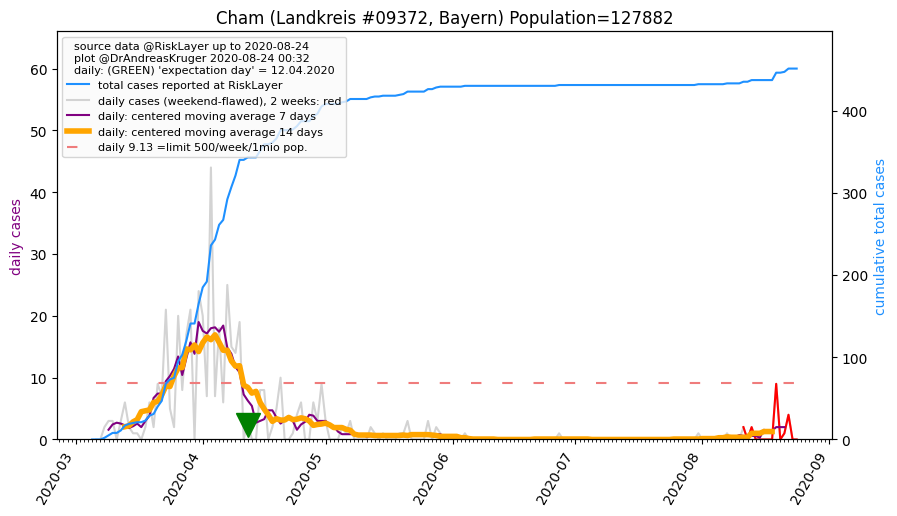 Cham (Landkreis #09372, Bayern) Population=127882
source data @RiskLayer up to 2020-08-24
plot @DrAndreasKruger 2020-08-24 00:32
daily: (GREEN) 'expectation day' = 12.04.2020
total cases reported at RiskLayer
daily cases (weekend-flawed), 2 weeks: red
daily: centered moving average 7 days
daily: centered moving average 14 days
daily 9.13 =limit 500/week/1mio pop.
daily cases
60
50
40
30
20
10
0
cumulative total cases
400
300
200
100
0
2020-03
2020-04
2020-05
2020-06
2020-07
2020-08
2020-09